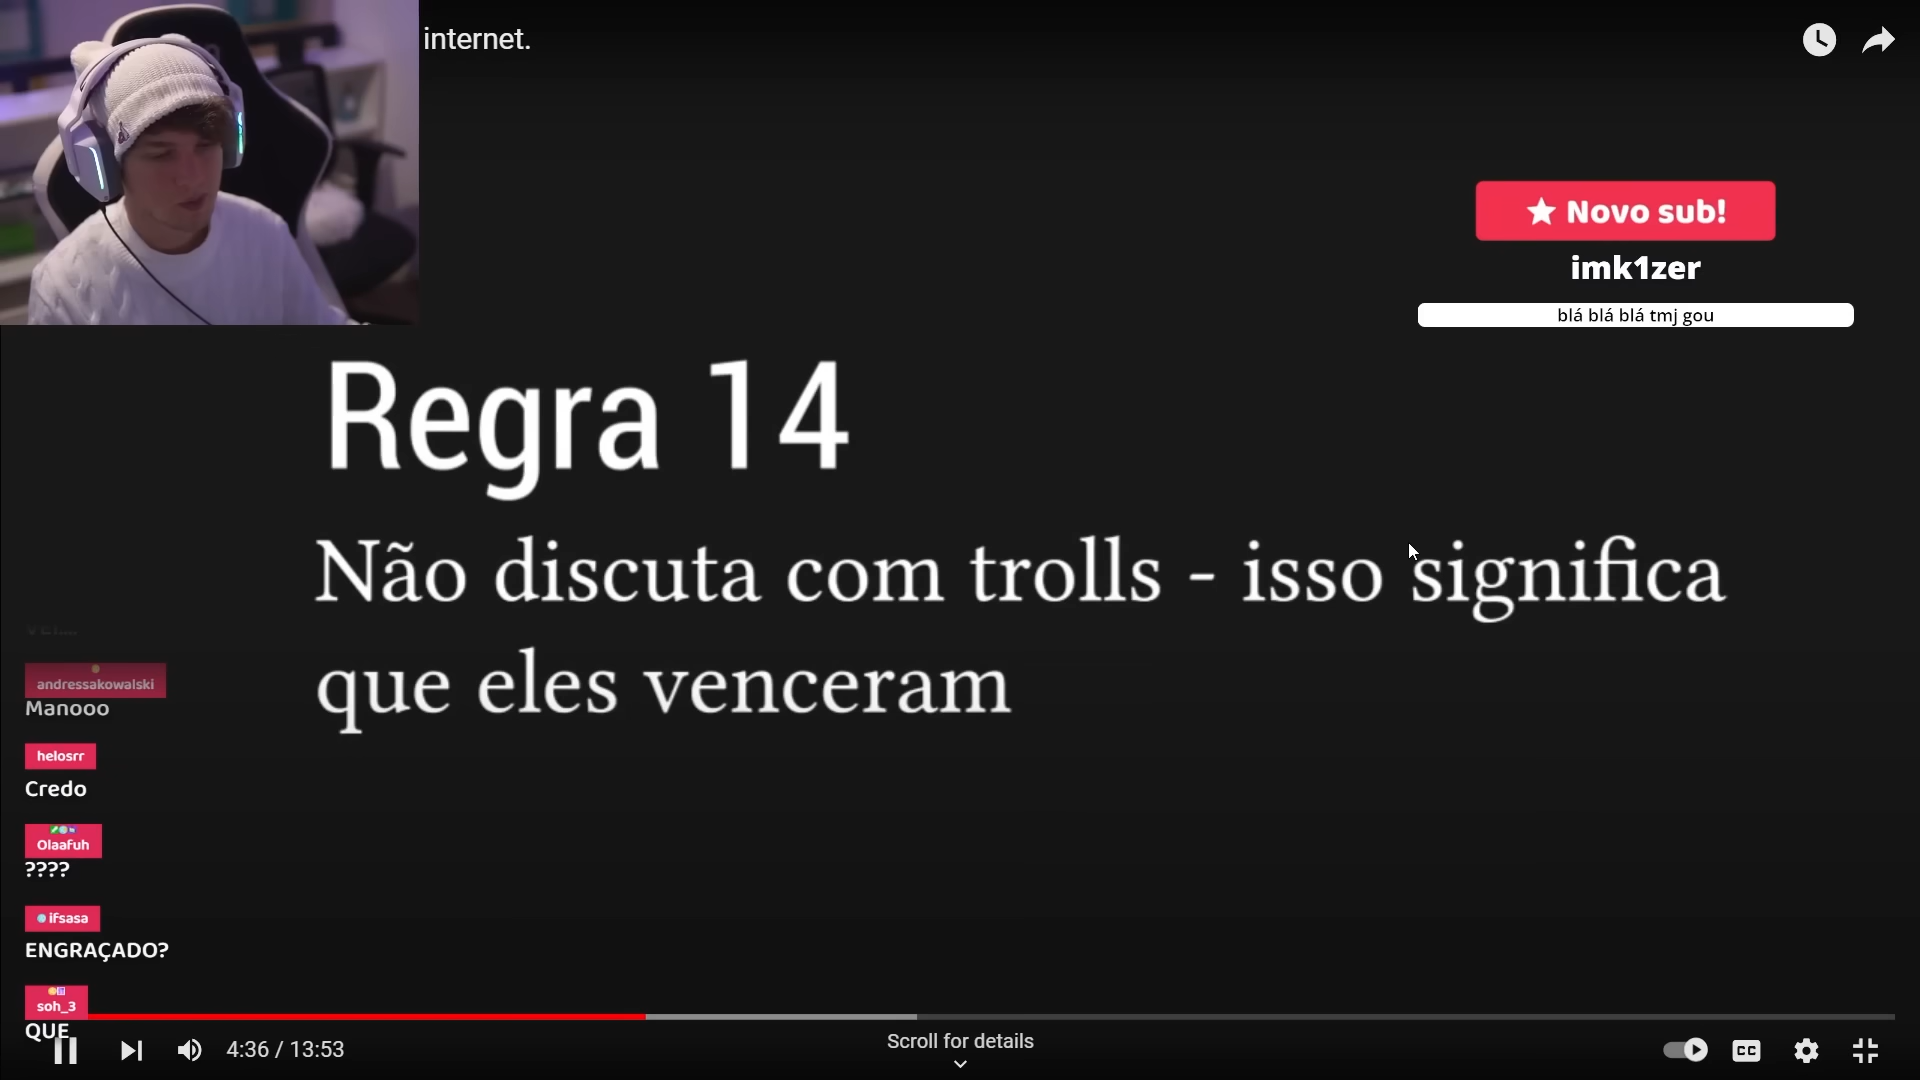 internet.
Novo sub!
imk1zer
blá blá blá tmj gou
Regra 14
Não discuta com trolls - isso significa
que eles venceram
andressakowalski
Manooo
helosrr
Credo
Olaafuh
????
ifsasa
ENGRAÇADO?
soh_3
QUE
4:36 / 13:53
Scroll for details
CC